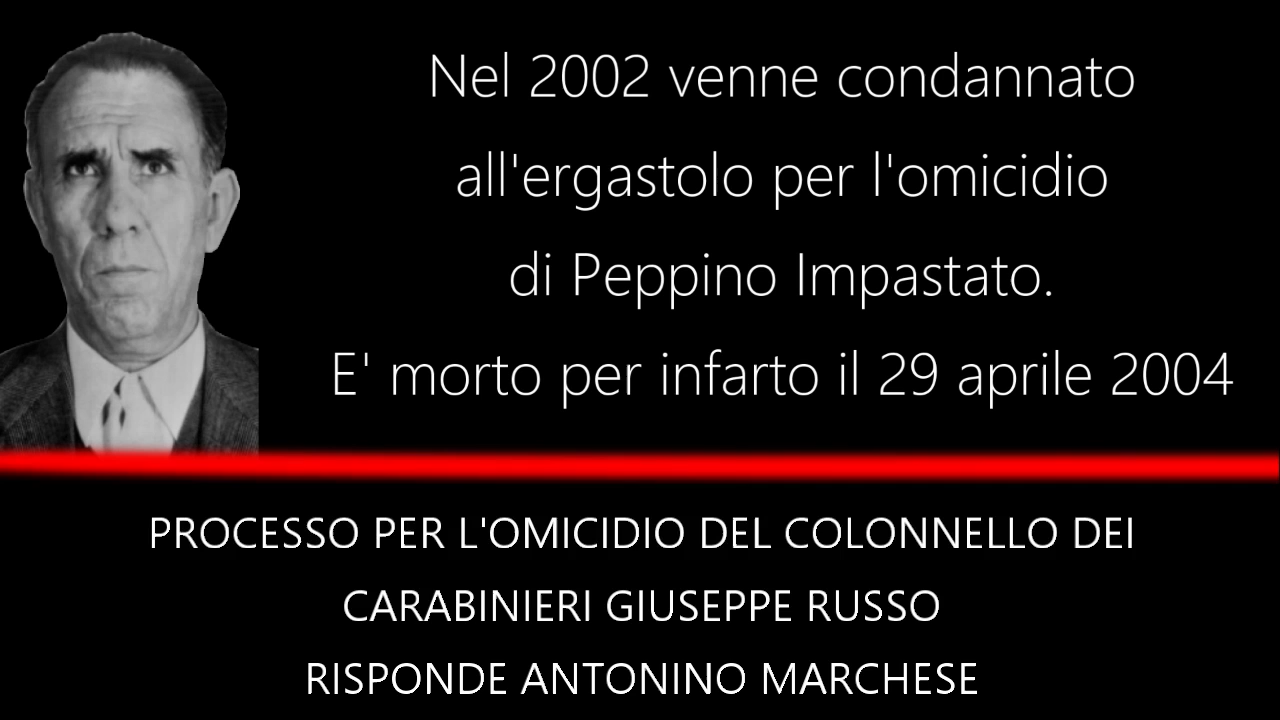 Nel 2002 venne condannato
all'ergastolo per l'omicidio
di Peppino Impastato.
E' morto per infarto il 29 aprile 2004
PROCESSO PER L'OMICIDIO DEL COLONNELLO DEI
CARABINIERI GIUSEPPE RUSSO
RISPONDE ANTONINO MARCHESE